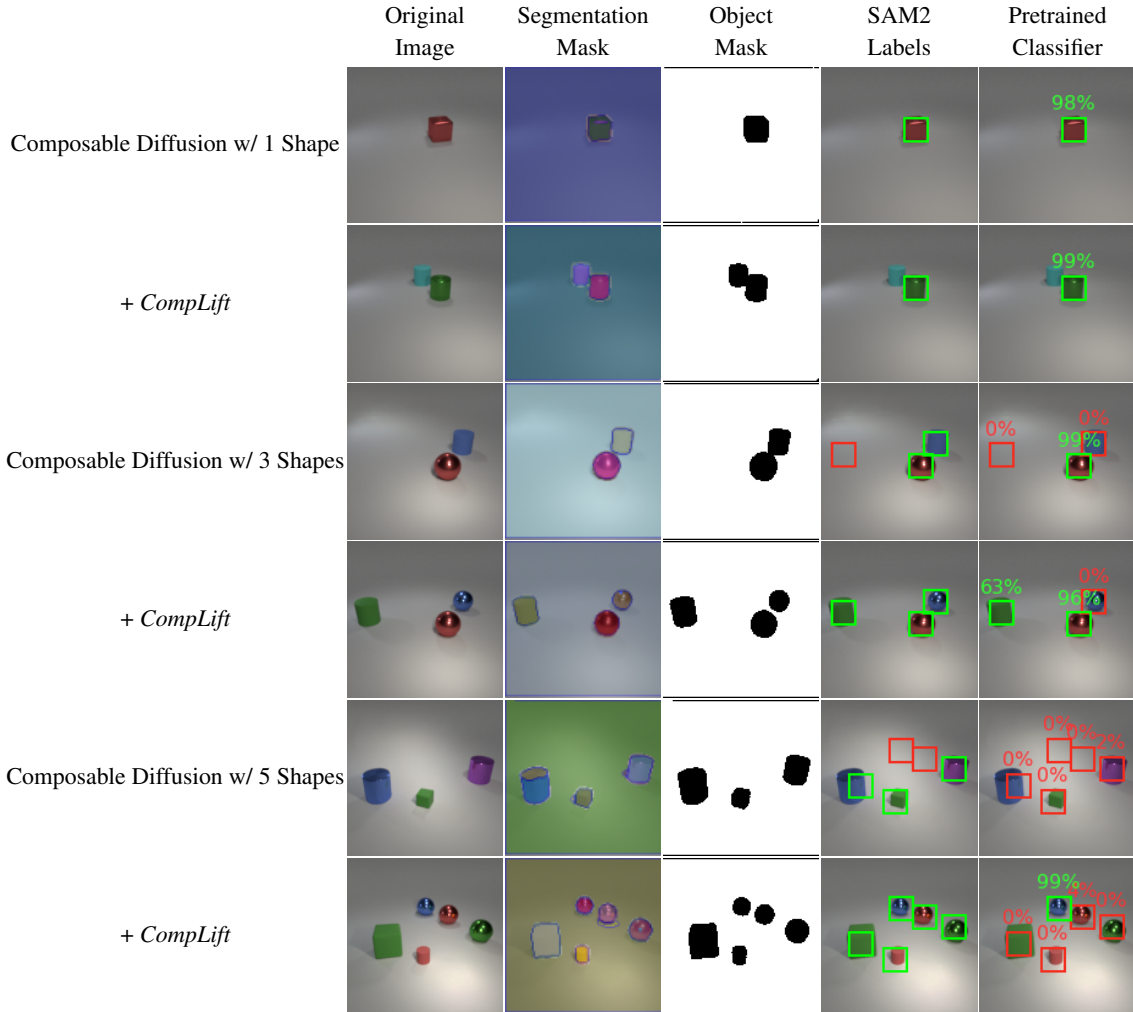 Original Image
Segmentation Mask
Object Mask
SAM2 Labels
Pretrained Classifier
Composable Diffusion w/ 1 Shape
98%
+ CompLift
99%
Composable Diffusion w/ 3 Shapes
0%
0%
99%
+ CompLift
63%
0%
96%
Composable Diffusion w/ 5 Shapes
0%
0%
2%
0%
0%
+ CompLift
99%
0%
0%
0%